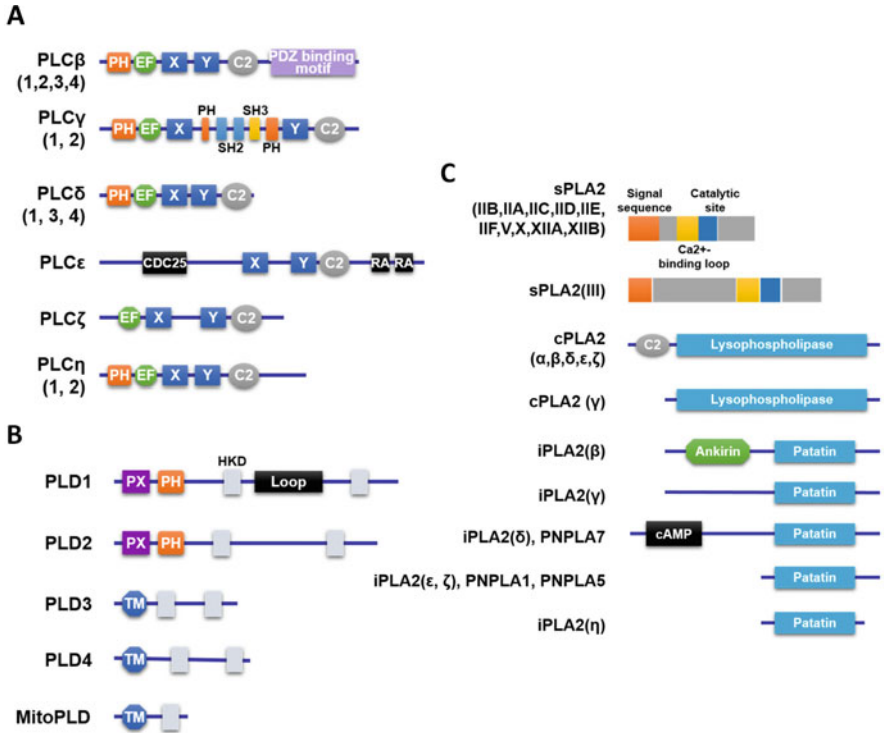 A
PLCβ
(1,2,3,4)
PH EF X Y C2 PDZ binding
motif
PLCγ
(1, 2)
PH SH3
PH EF X Y C2
SH2 PH
PLCδ
(1, 3, 4)
PH EF X Y C2
PLCε
CDC25 X Y C2 RA RA
PLCζ
EF X Y C2
PLCη
(1, 2)
PH EF X Y C2
B
HKD
PLD1 PX PH Loop
PLD2 PX PH
PLD3 TM
PLD4 TM
MitoPLD TM
C
sPLA2
(IIB,IIA,IIC,IID,IIE,
IIF,V,X,XIIA,XIIB)
Signal
sequence
Catalytic
site
Ca2+-
binding loop
sPLA2(III)
cPLA2
(α,β,δ,ε,ζ)
C2 Lysophospholipase
cPLA2 (γ) Lysophospholipase
iPLA2(β) Ankirin Patatin
iPLA2(γ) Patatin
iPLA2(δ), PNPLA7 cAMP Patatin
iPLA2(ε, ζ), PNPLA1, PNPLA5 Patatin
iPLA2(η) Patatin